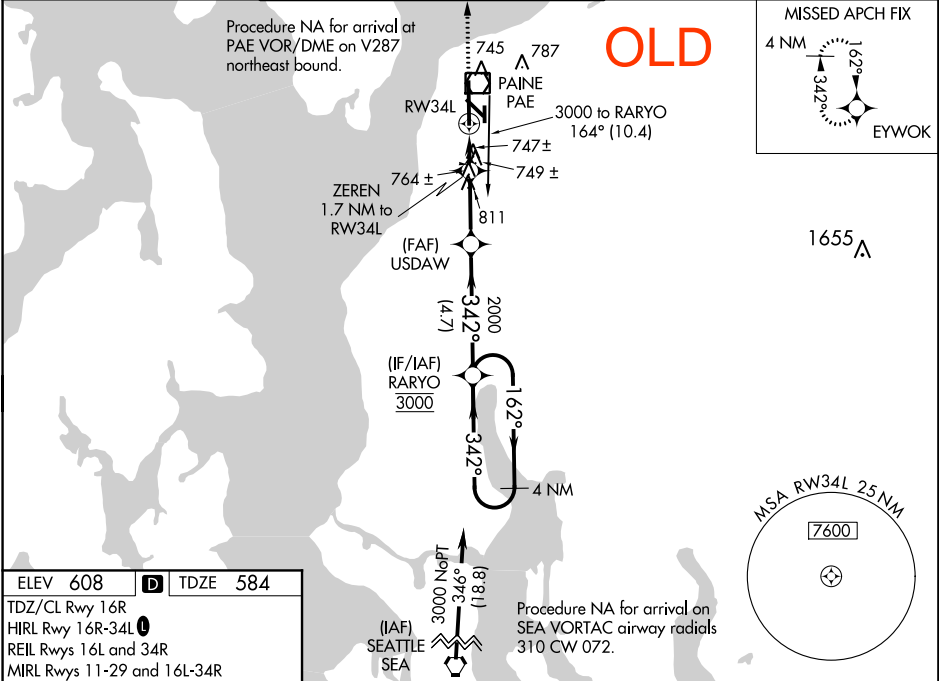 Procedure NA for arrival at
PAE VOR/DME on V287
northeast bound.
OLD
MISSED APCH FIX
4 NM
162°
342°
EYWOK
745
787
PAINE
PAE
RW34L
3000 to RARYO
164° (10.4)
747±
749 ±
764 ±
ZEREN
1.7 NM to
RW34L
811
1655
(FAF)
USDAW
2000
342°
(4.7)
(IF/IAF)
RARYO
3000
162°
342°
4 NM
MSA RW34L 25 NM
7600
3000 NoPT
346°
(18.8)
(IAF)
SEATTLE
SEA
Procedure NA for arrival on
SEA VORTAC airway radials
310 CW 072.
ELEV 608 D TDZE 584
TDZ/CL Rwy 16R
HIRL Rwy 16R-34L L
REIL Rwys 16L and 34R
MIRL Rwys 11-29 and 16L-34R